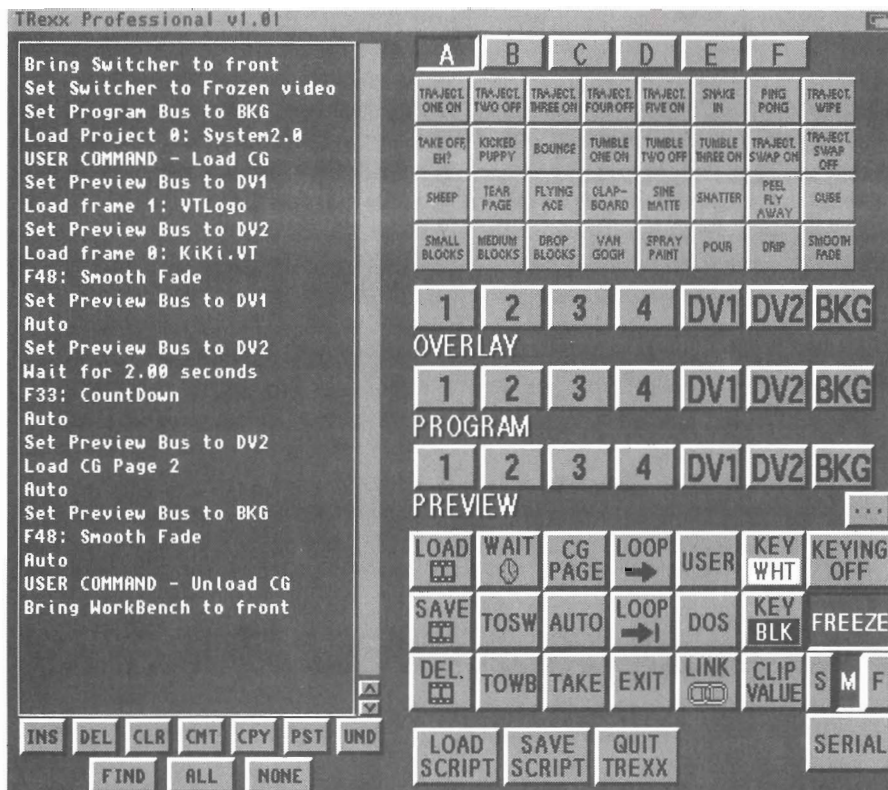 TRexx Professional v1.01
Bring Switcher to front
Set Switcher to Frozen video
Set Program Bus to BKG
Load Project 0: System2.0
USER COMMAND - Load CG
Set Preview Bus to DV1
Load frame 1: VTLogo
Set Preview Bus to DV2
Load frame 0: KiKi.VT
F48: Smooth Fade
Set Preview Bus to DV1
Auto
Set Preview Bus to DV2
Wait for 2.00 seconds
F33: CountDown
Auto
Set Preview Bus to DV2
Load CG Page 2
Auto
Set Preview Bus to BKG
F48: Smooth Fade
Auto
USER COMMAND - Unload CG
Bring WorkBench to front
INS DEL CLR CMT CPY PST UND
FIND ALL NONE
A B C D E F
TRAJECT. ONE ON
TRAJECT. TWO OFF
TRAJECT. THREE ON
TRAJECT. FOUR OFF
TRAJECT. FIVE ON
SNAKE IN
PING PONG
TRAJECT. WIPE
TAKE OFF, EH?
KICKED PUPPY
BOUNCE
TUMBLE ONE ON
TUMBLE TWO OFF
TUMBLE THREE ON
TRAJECT. SWAP ON
TRAJECT. SWAP OFF
SHEEP
TEAR PAGE
FLYING ACE
CLAP-BOARD
SINE MATTE
SHATTER
PEEL FLY AWAY
CUBE
SMALL BLOCKS
MEDIUM BLOCKS
DROP BLOCKS
VAN GOGH
SPRAY PAINT
POUR
DRIP
SMOOTH FADE
1 2 3 4 DV1 DV2 BKG
OVERLAY
1 2 3 4 DV1 DV2 BKG
PROGRAM
1 2 3 4 DV1 DV2 BKG
PREVIEW
...
LOAD
WAIT
CG PAGE
LOOP
USER
KEY WHT
KEYING OFF
SAVE
TOSW
AUTO
LOOP
DOS
KEY BLK
FREEZE
DEL.
TOWB
TAKE
EXIT
LINK
CLIP VALUE
S M F
LOAD SCRIPT
SAVE SCRIPT
QUIT TREXX
SERIAL